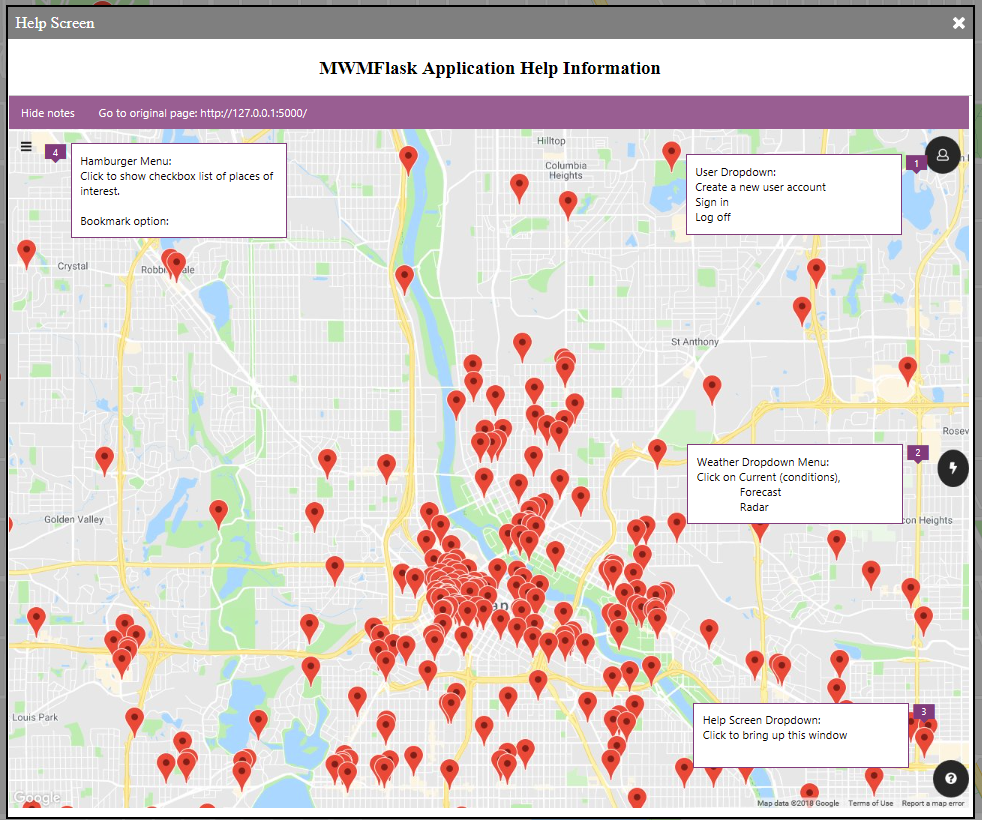 Help Screen
MWMFlask Application Help Information
Hide notes Go to original page: http://127.0.0.1:5000/
4
Hamburger Menu:
Click to show checkbox list of places of
interest.
Bookmark option:
Hilltop
Columbia
Heights
1
User Dropdown:
Create a new user account
Sign in
Log off
Crystal
St Anthony
2
Weather Dropdown Menu:
Click on Current (conditions),
Forecast
Radar
Golden Valley
con Heights
Louis Park
3
Help Screen Dropdown:
Click to bring up this window
Google
Map data ©2018 Google Terms of Use Report a map error